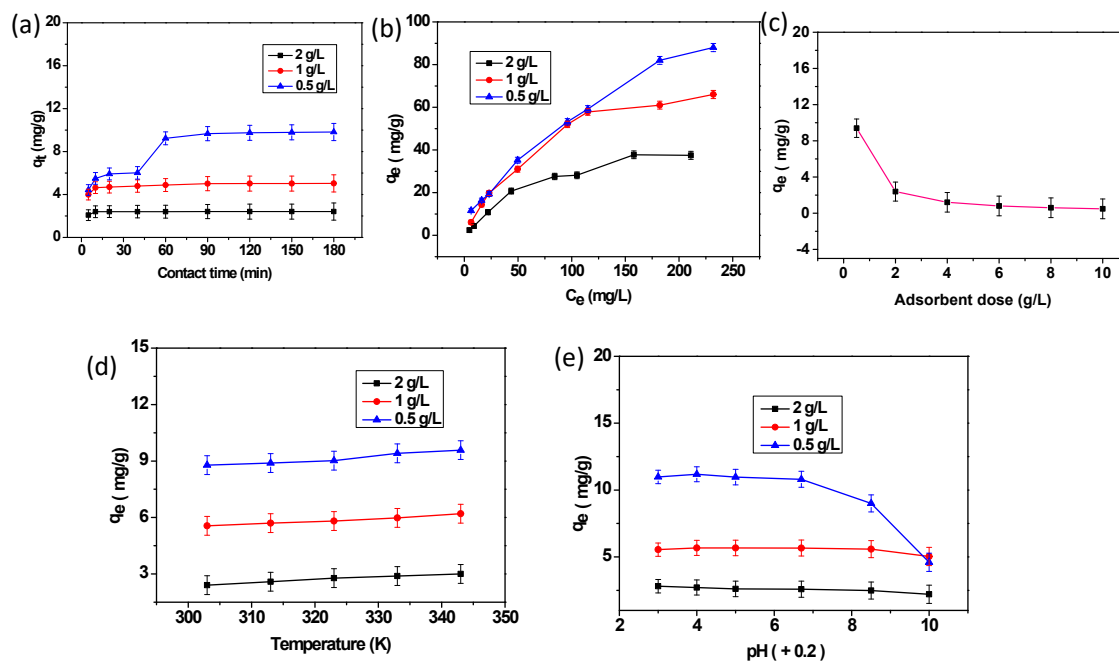 (a)
20
16
12
8
4
0
qt (mg/g)
2 g/L
1 g/L
0.5 g/L
0 30 60 90 120 150 180
Contact time (min)
(b)
100
80
60
40
20
0
qe ( mg/g)
2 g/L
1 g/L
0.5 g/L
0 50 100 150 200 250
Ce (mg/L)
(c)
20
16
12
8
4
0
-4
qe ( mg/g)
0 2 4 6 8 10
Adsorbent dose (g/L)
(d)
15
12
9
6
3
qe ( mg/g)
2 g/L
1 g/L
0.5 g/L
300 310 320 330 340 350
Temperature (K)
(e)
20
15
10
5
0
qe ( mg/g)
2 g/L
1 g/L
0.5 g/L
2 4 6 8 10
pH ( + 0.2)